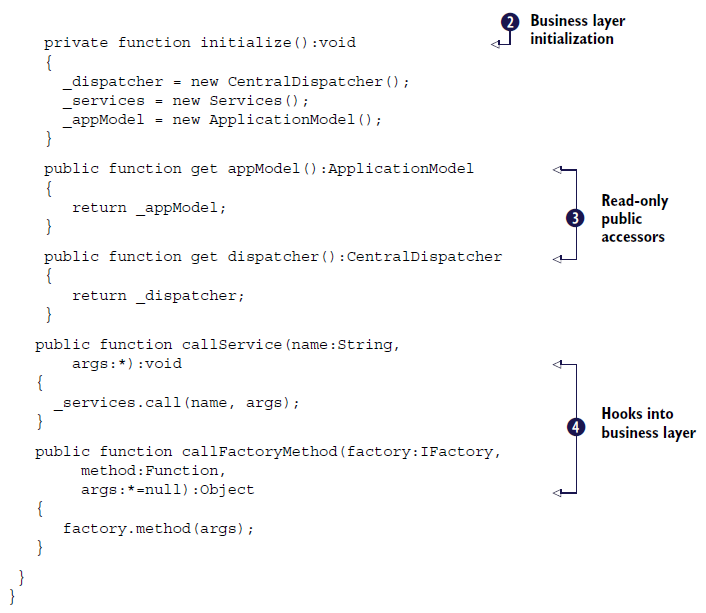 2 Business layer
initialization
private function initialize():void
{
_dispatcher = new CentralDispatcher();
_services = new Services();
_appModel = new ApplicationModel();
}
public function get appModel():ApplicationModel
{
return _appModel;
}
3 Read-only
public
accessors
public function get dispatcher():CentralDispatcher
{
return _dispatcher;
}
public function callService(name:String,
args:*):void
{
_services.call(name, args);
}
4 Hooks into
business layer
public function callFactoryMethod(factory:IFactory,
method:Function,
args:*=null):Object
{
factory.method(args);
}
}
}